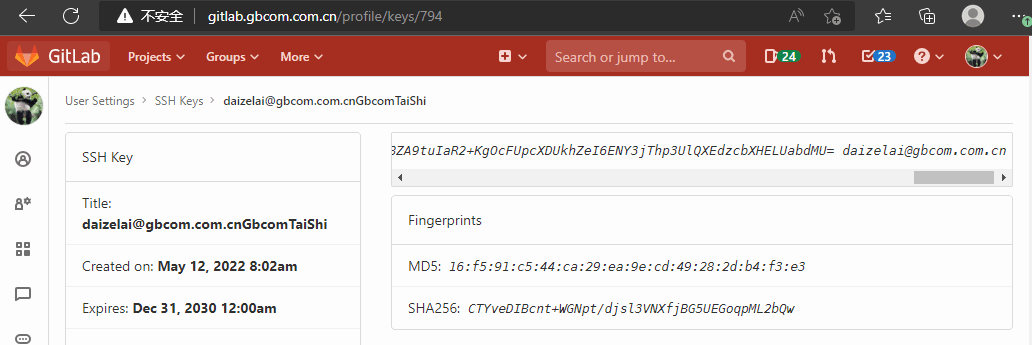 不安全 gitlab.gbcom.com.cn/profile/keys/794
GitLab Projects Groups More Search or jump to... 24 23
User Settings > SSH Keys > daizelai@gbcom.com.cnGbcomTaiShi
SSH Key
Title:
daizelai@gbcom.com.cnGbcomTaiShi
Created on: May 12, 2022 8:02am
Expires: Dec 31, 2030 12:00am
3ZA9tuIaR2+KgOcFUpcXDUkhZeI6ENY3jThp3UlQXEdzcbXHELUabdMU= daizelai@gbcom.com.cn
Fingerprints
MD5: 16:f5:91:c5:44:ca:29:ea:9e:cd:49:28:2d:b4:f3:e3
SHA256: CTYveDIBcnt+WGNpt/djsl3VNXfjBG5UEGoqpML2bQw